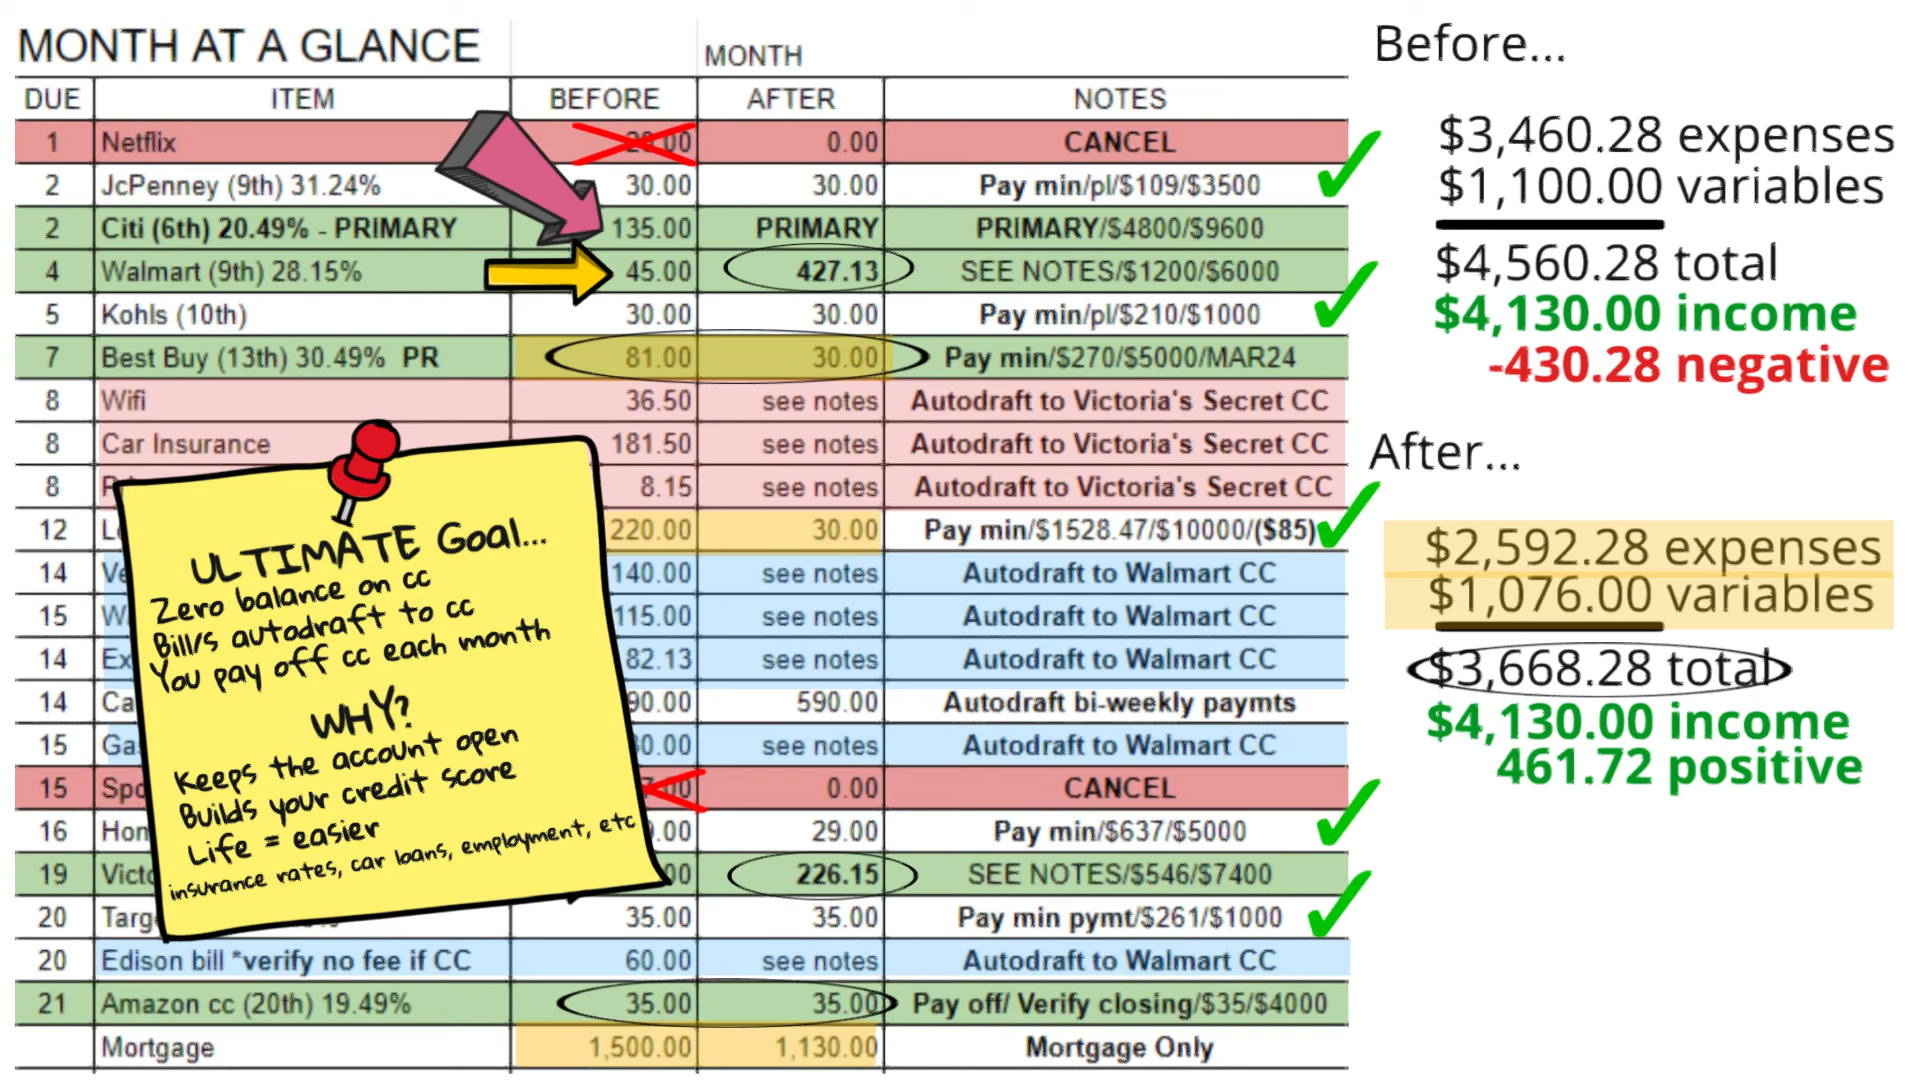 MONTH AT A GLANCE MONTH
DUE ITEM BEFORE AFTER NOTES
1 Netflix 0.00 CANCEL
2 JcPenney (9th) 31.24% 30.00 30.00 Pay min/pl/$109/$3500
2 Citi (6th) 20.49% - PRIMARY 135.00 PRIMARY PRIMARY/$4800/$9600
4 Walmart (9th) 28.15% 45.00 427.13 SEE NOTES/$1200/$6000
5 Kohls (10th) 30.00 30.00 Pay min/pl/$210/$1000
7 Best Buy (13th) 30.49% PR 81.00 30.00 Pay min/$270/$5000/MAR24
8 Wifi 36.50 see notes Autodraft to Victoria's Secret CC
8 Car Insurance 181.50 see notes Autodraft to Victoria's Secret CC
8 8.15 see notes Autodraft to Victoria's Secret CC
12 220.00 30.00 Pay min/$1528.47/$10000/($85)
14 140.00 see notes Autodraft to Walmart CC
15 115.00 see notes Autodraft to Walmart CC
14 82.13 see notes Autodraft to Walmart CC
14 590.00 Autodraft bi-weekly paymts
15 see notes Autodraft to Walmart CC
15 0.00 CANCEL
16 29.00 Pay min/$637/$5000
19 226.15 SEE NOTES/$546/$7400
20 35.00 35.00 Pay min pymt/$261/$1000
20 Edison bill *verify no fee if CC 60.00 see notes Autodraft to Walmart CC
21 Amazon cc (20th) 19.49% 35.00 35.00 Pay off/ Verify closing/$35/$4000
Mortgage 1,500.00 1,130.00 Mortgage Only
ULTIMATE Goal...
Zero balance on cc
Bill/s autodraft to cc
You pay off cc each month
WHY?
Keeps the account open
Builds your credit score
Life = easier
insurance rates, car loans, employment, etc
Before...
$3,460.28 expenses
$1,100.00 variables
$4,560.28 total
$4,130.00 income
-430.28 negative
After...
$2,592.28 expenses
$1,076.00 variables
$3,668.28 total
$4,130.00 income
461.72 positive